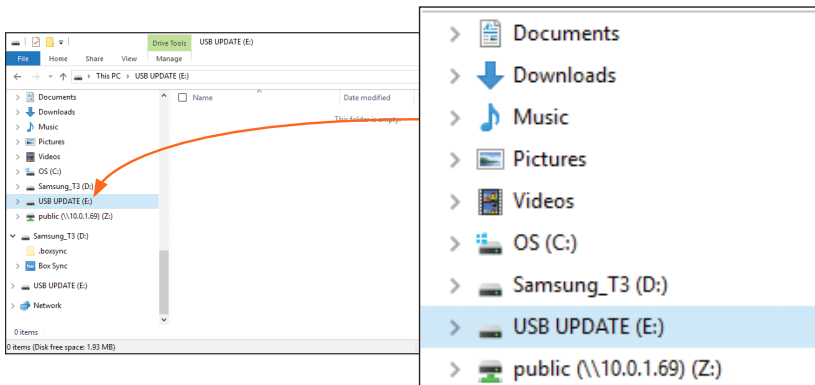 Drive Tools USB UPDATE (E:)
File Home Share View Manage
This PC › USB UPDATE (E:)
Documents
Downloads
Music
Pictures
Videos
OS (C:)
Samsung_T3 (D:)
USB UPDATE (E:)
public (\\10.0.1.69) (Z:)
Samsung_T3 (D:)
.boxsync
Box Sync
USB UPDATE (E:)
Network
Name Date modified
This folder is empty.
0 items
0 items (Disk free space: 1.93 MB)
Documents
Downloads
Music
Pictures
Videos
OS (C:)
Samsung_T3 (D:)
USB UPDATE (E:)
public (\\10.0.1.69) (Z:)